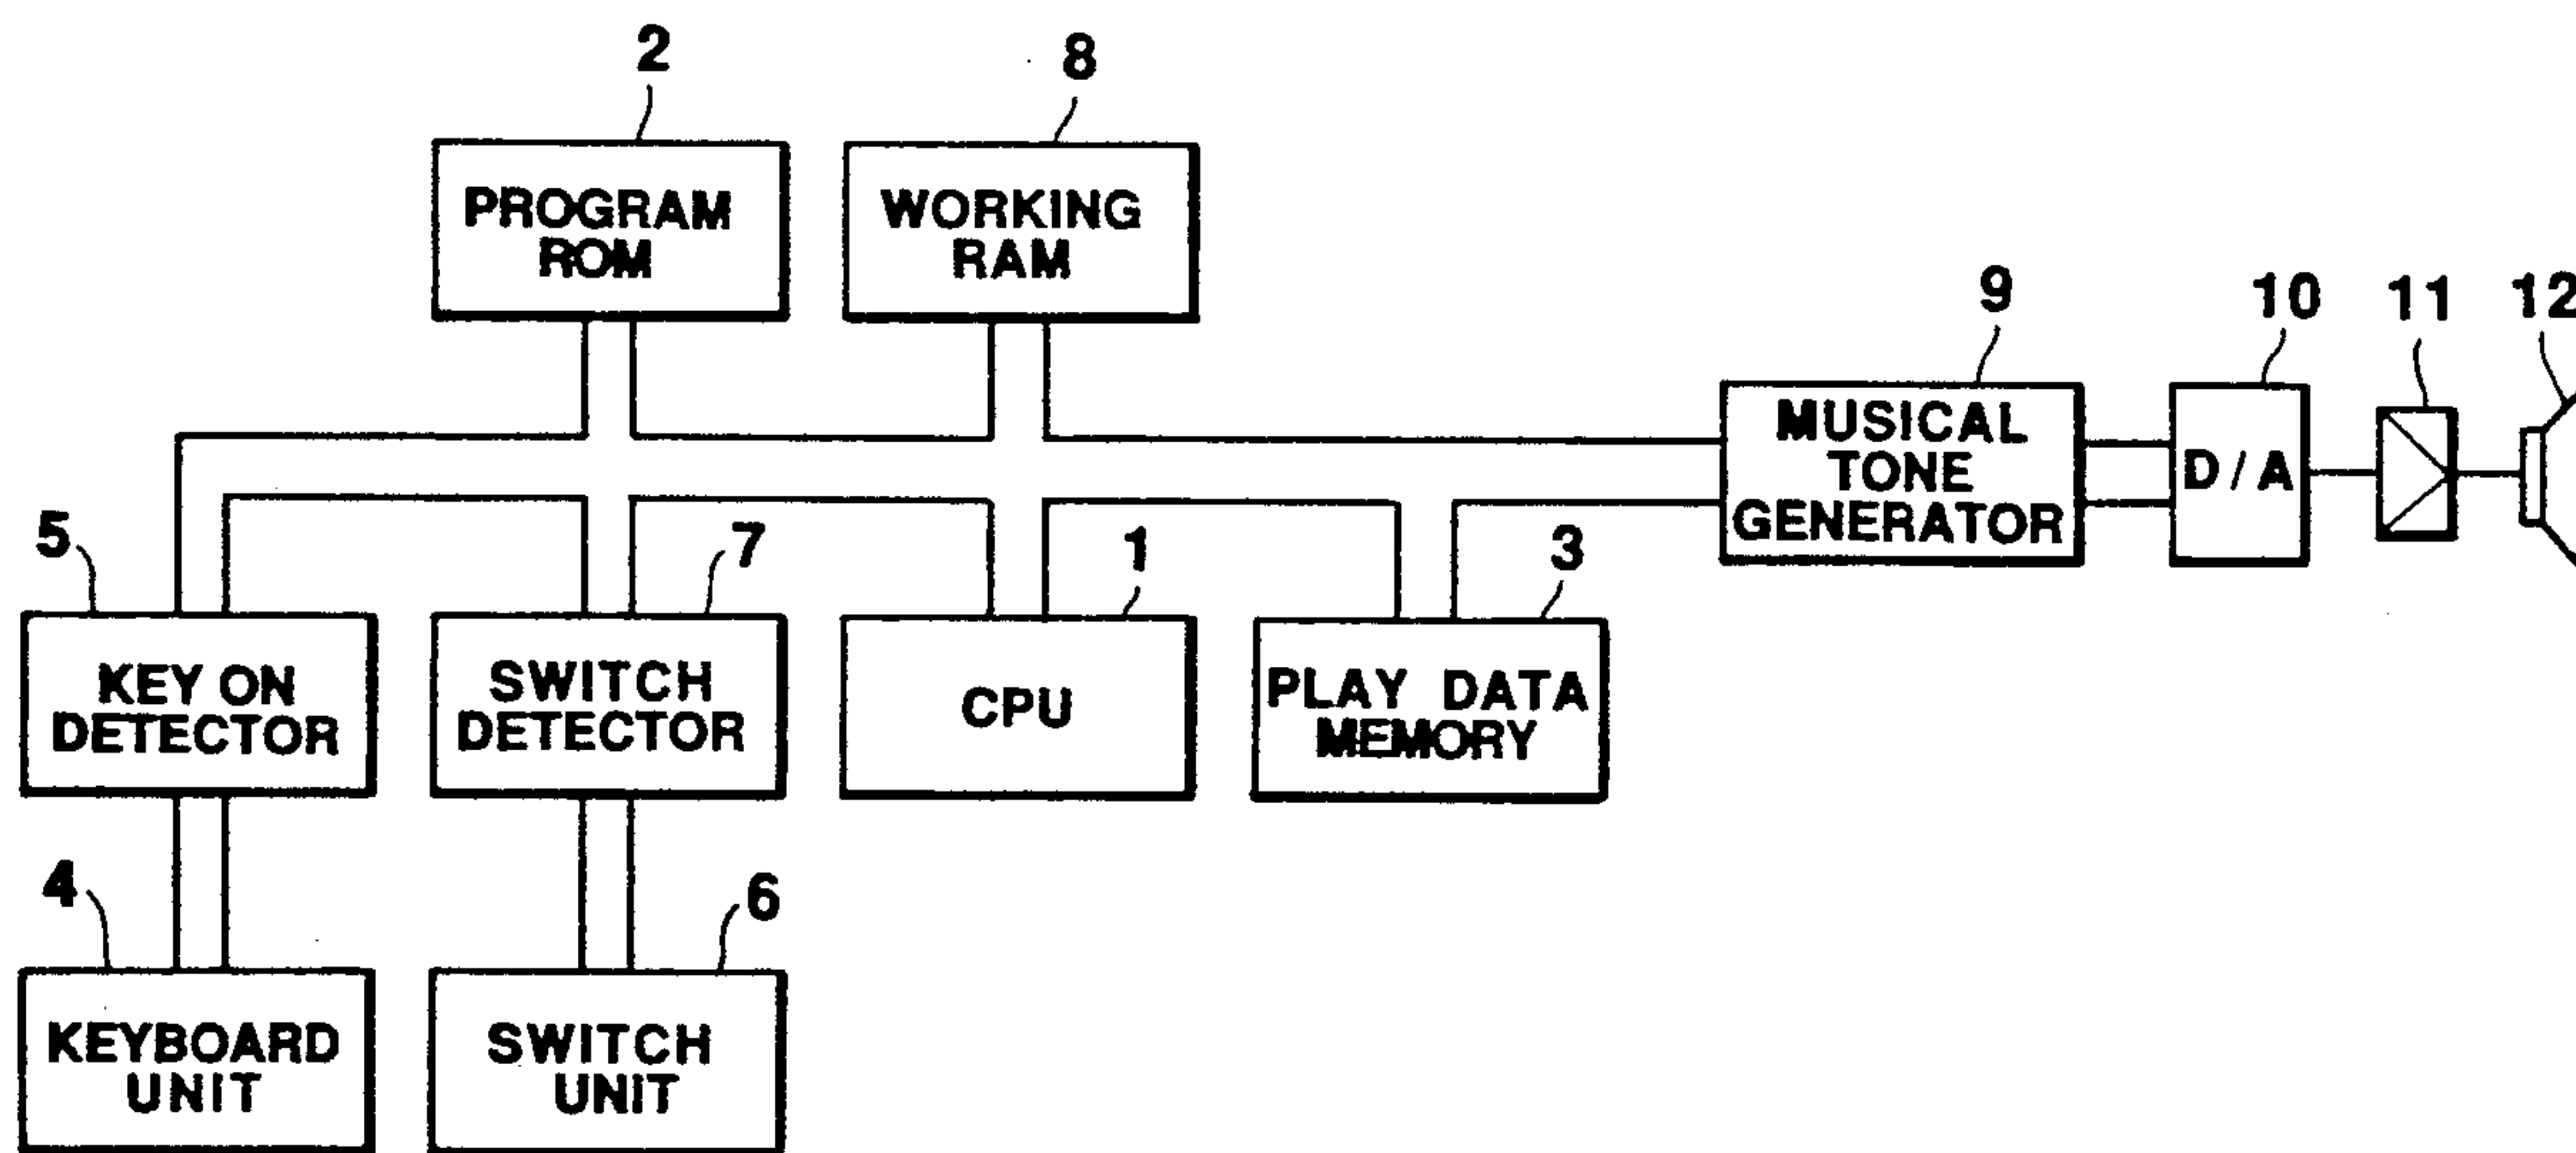 2
8
PROGRAM
ROM
WORKING
RAM
9
10
11
12
MUSICAL
TONE
GENERATOR
D/A
5
7
1
3
KEY ON
DETECTOR
SWITCH
DETECTOR
CPU
PLAY DATA
MEMORY
4
6
KEYBOARD
UNIT
SWITCH
UNIT